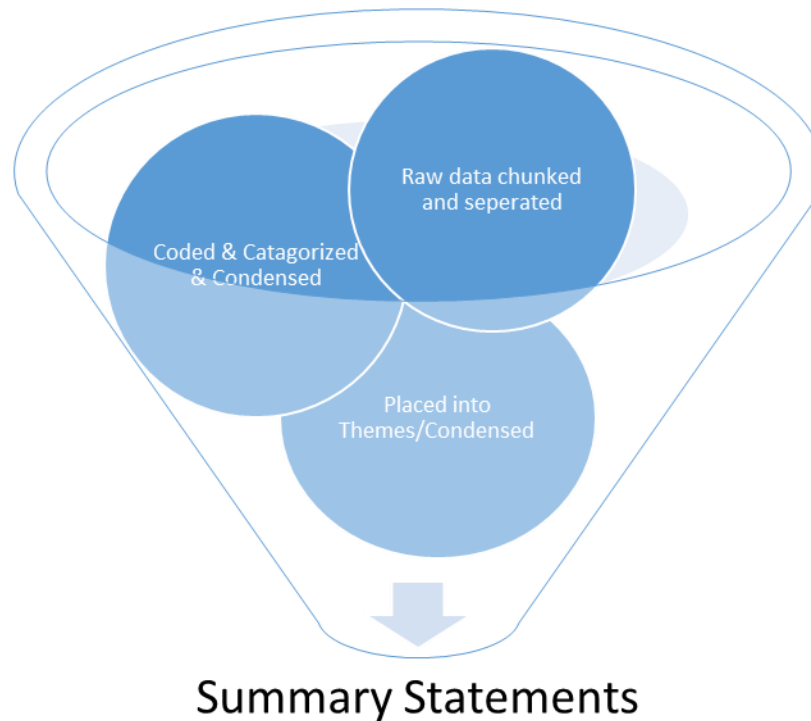 Raw data chunked
and seperated
Coded & Catagorized
& Condensed
Placed into
Themes/Condensed
Summary Statements